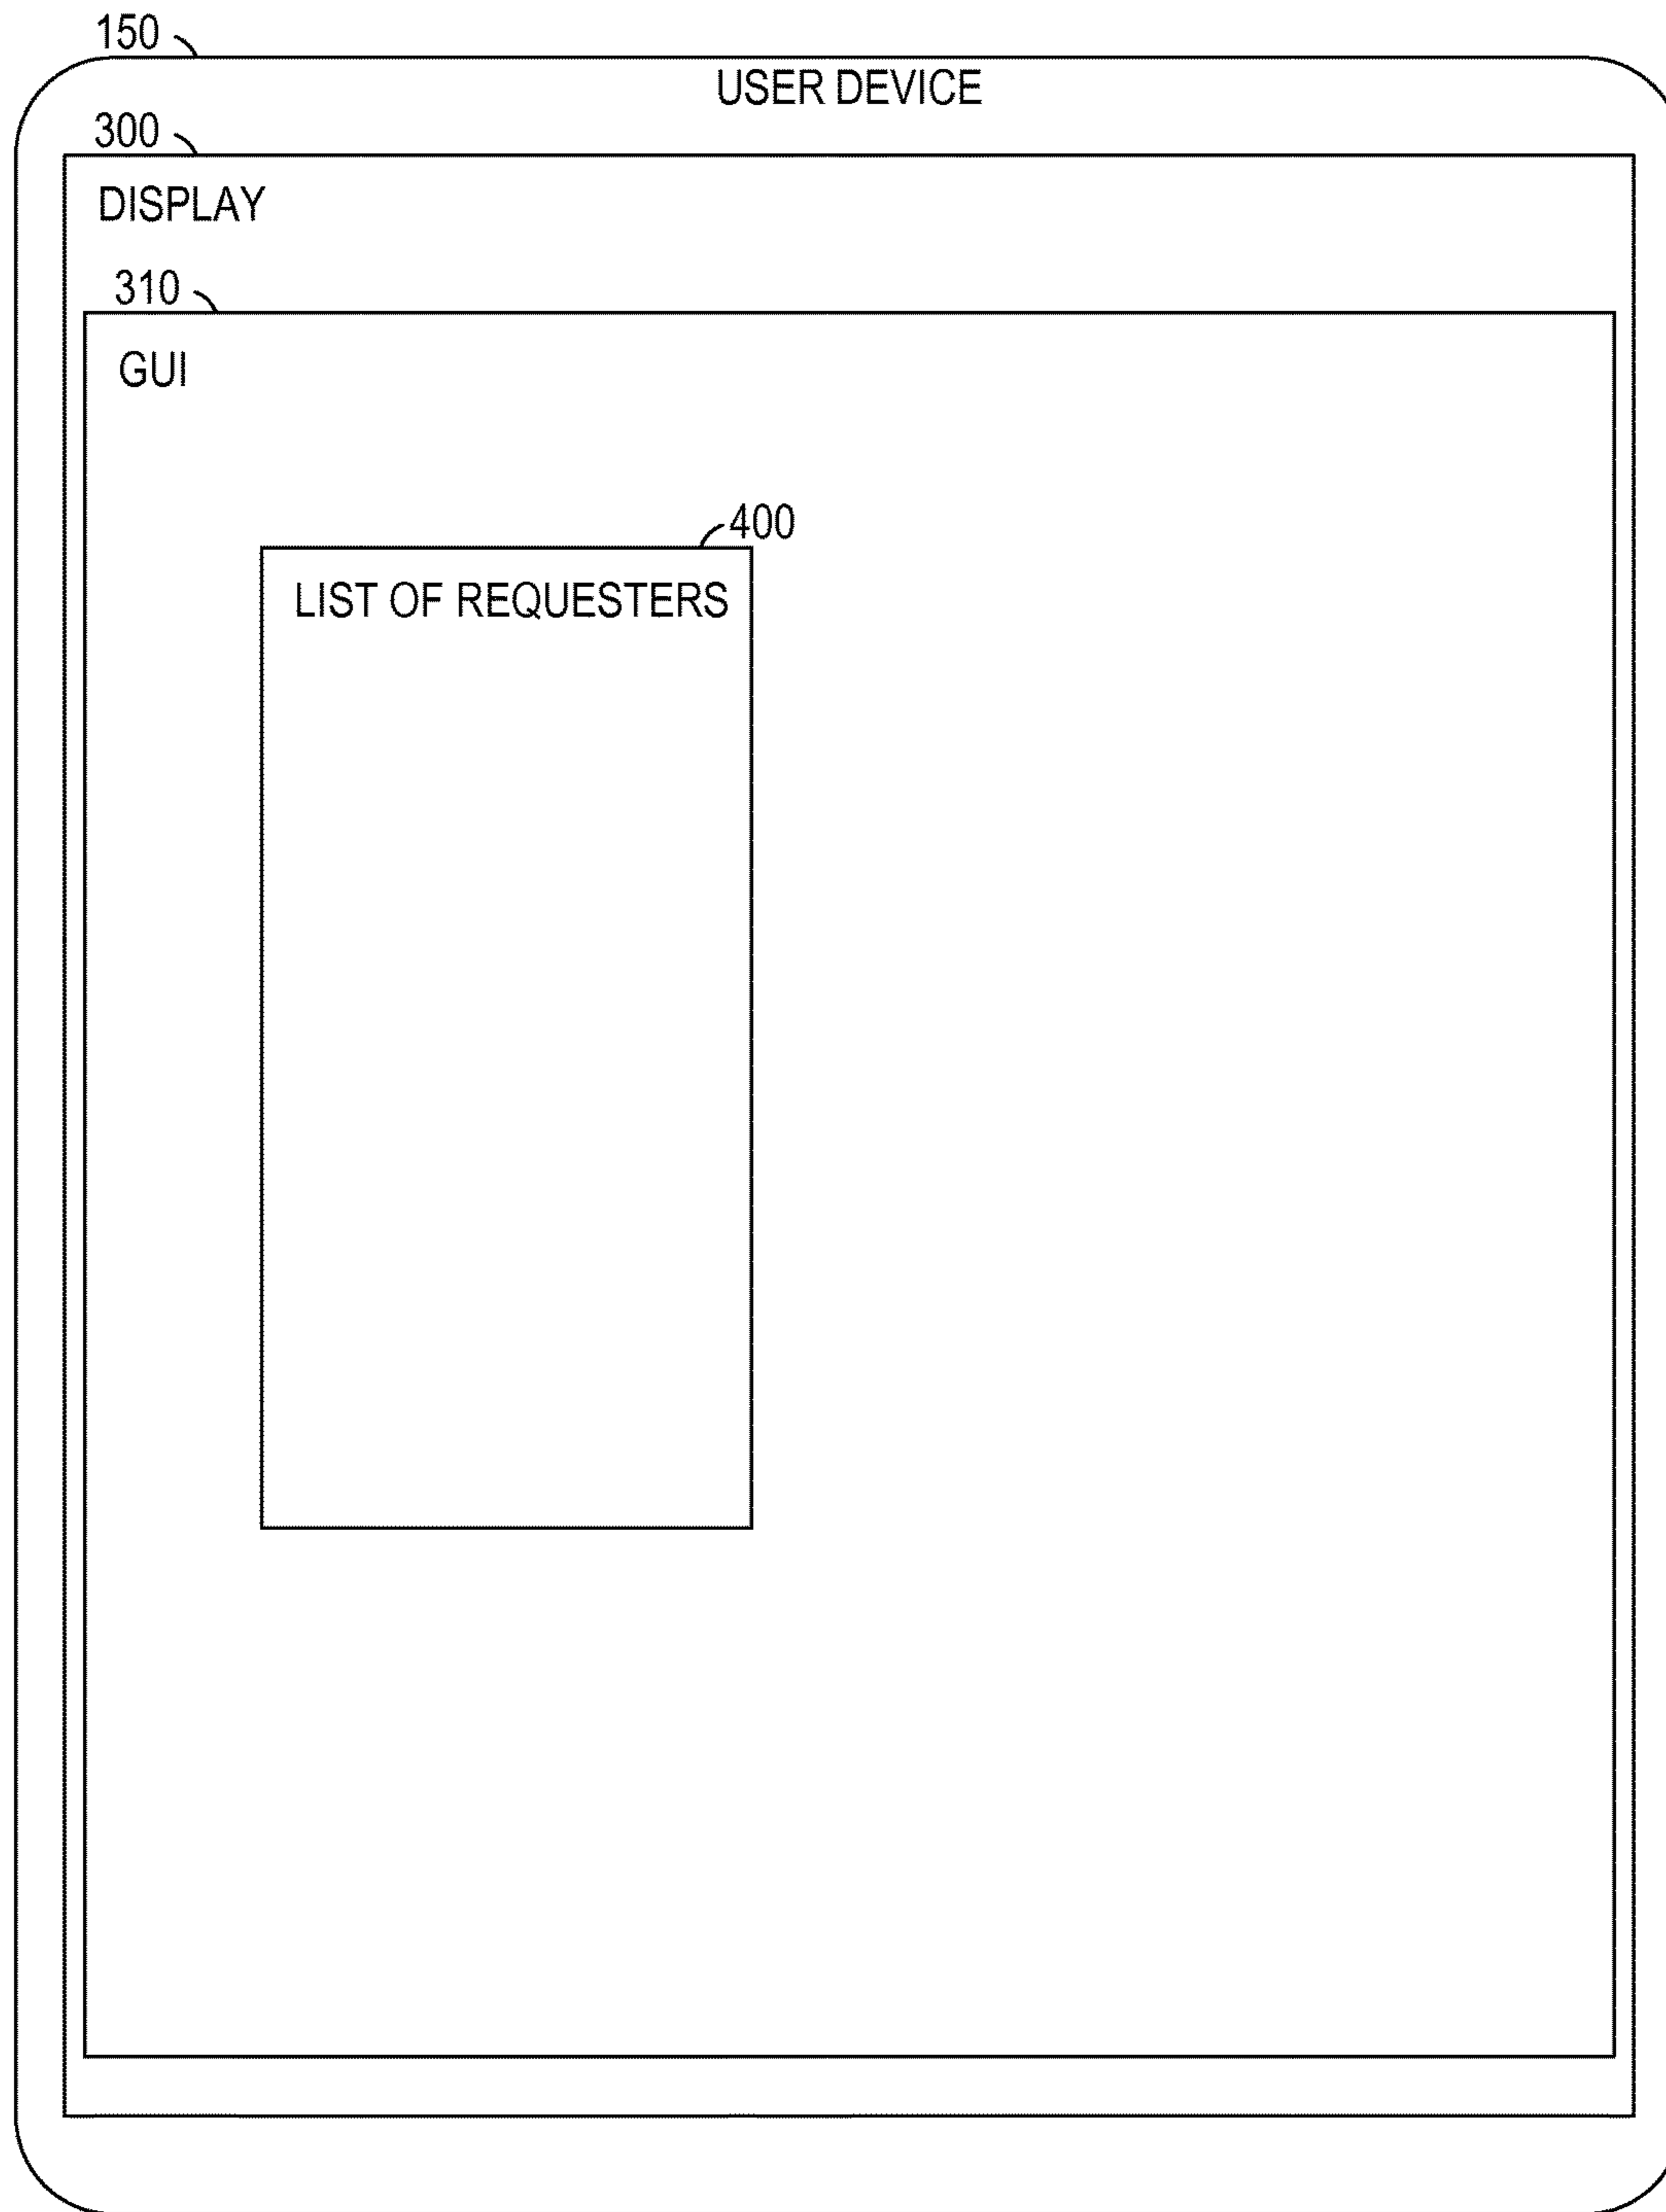 150
USER DEVICE
300
DISPLAY
310
GUI
400
LIST OF REQUESTERS